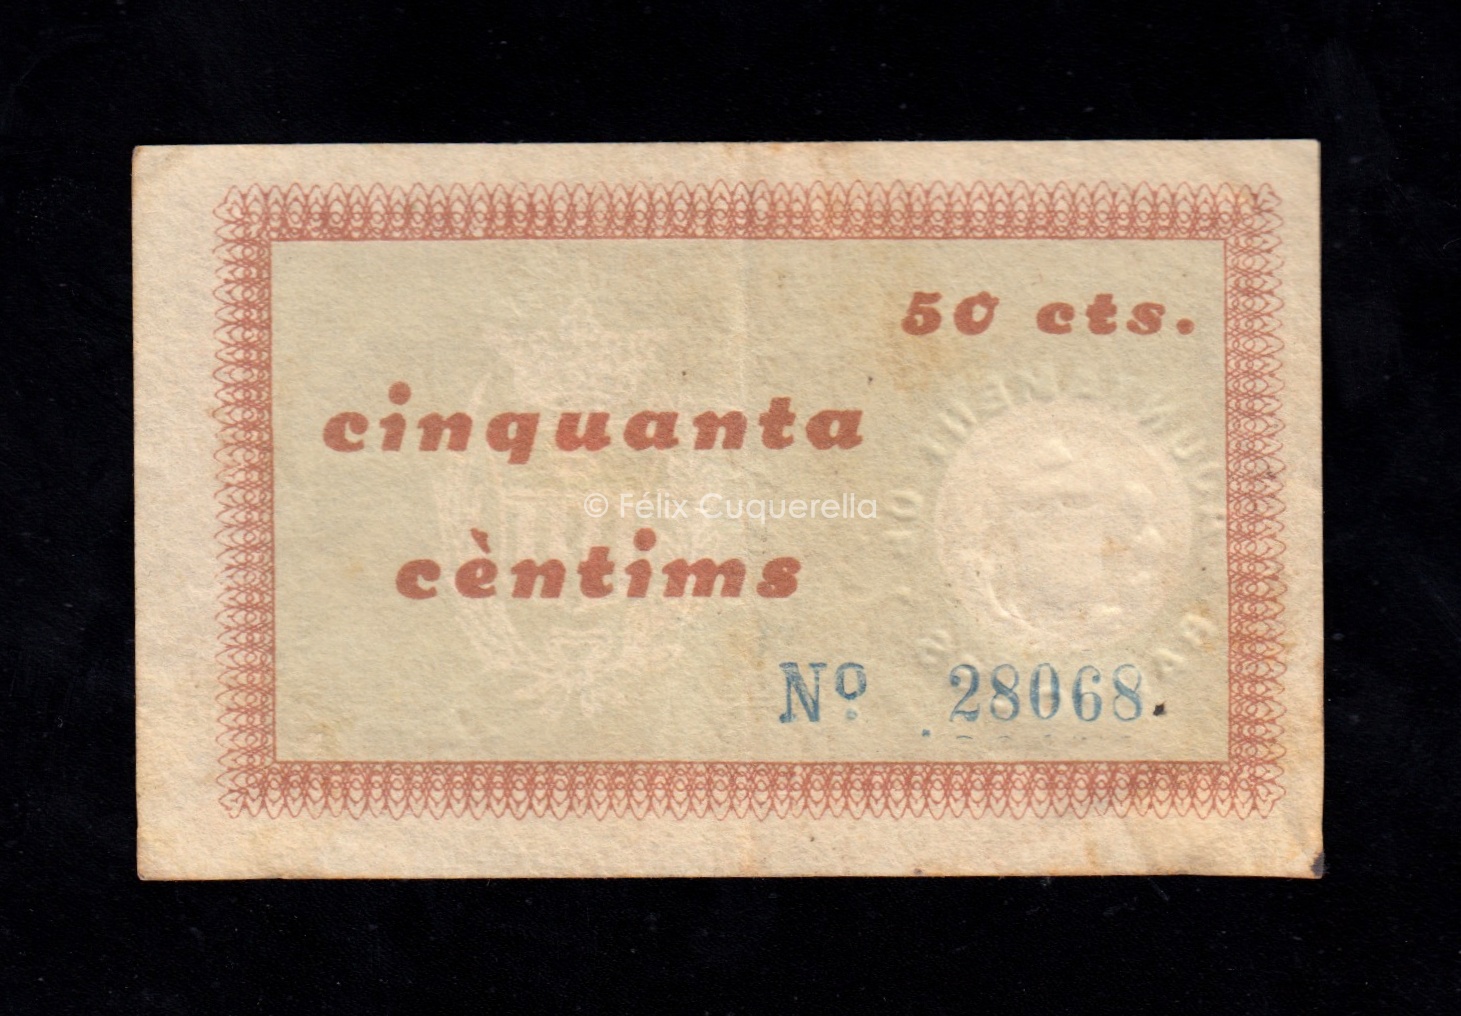 50 cts.
cinquanta
© Félix Cuquerella
cèntims
Nº 28068